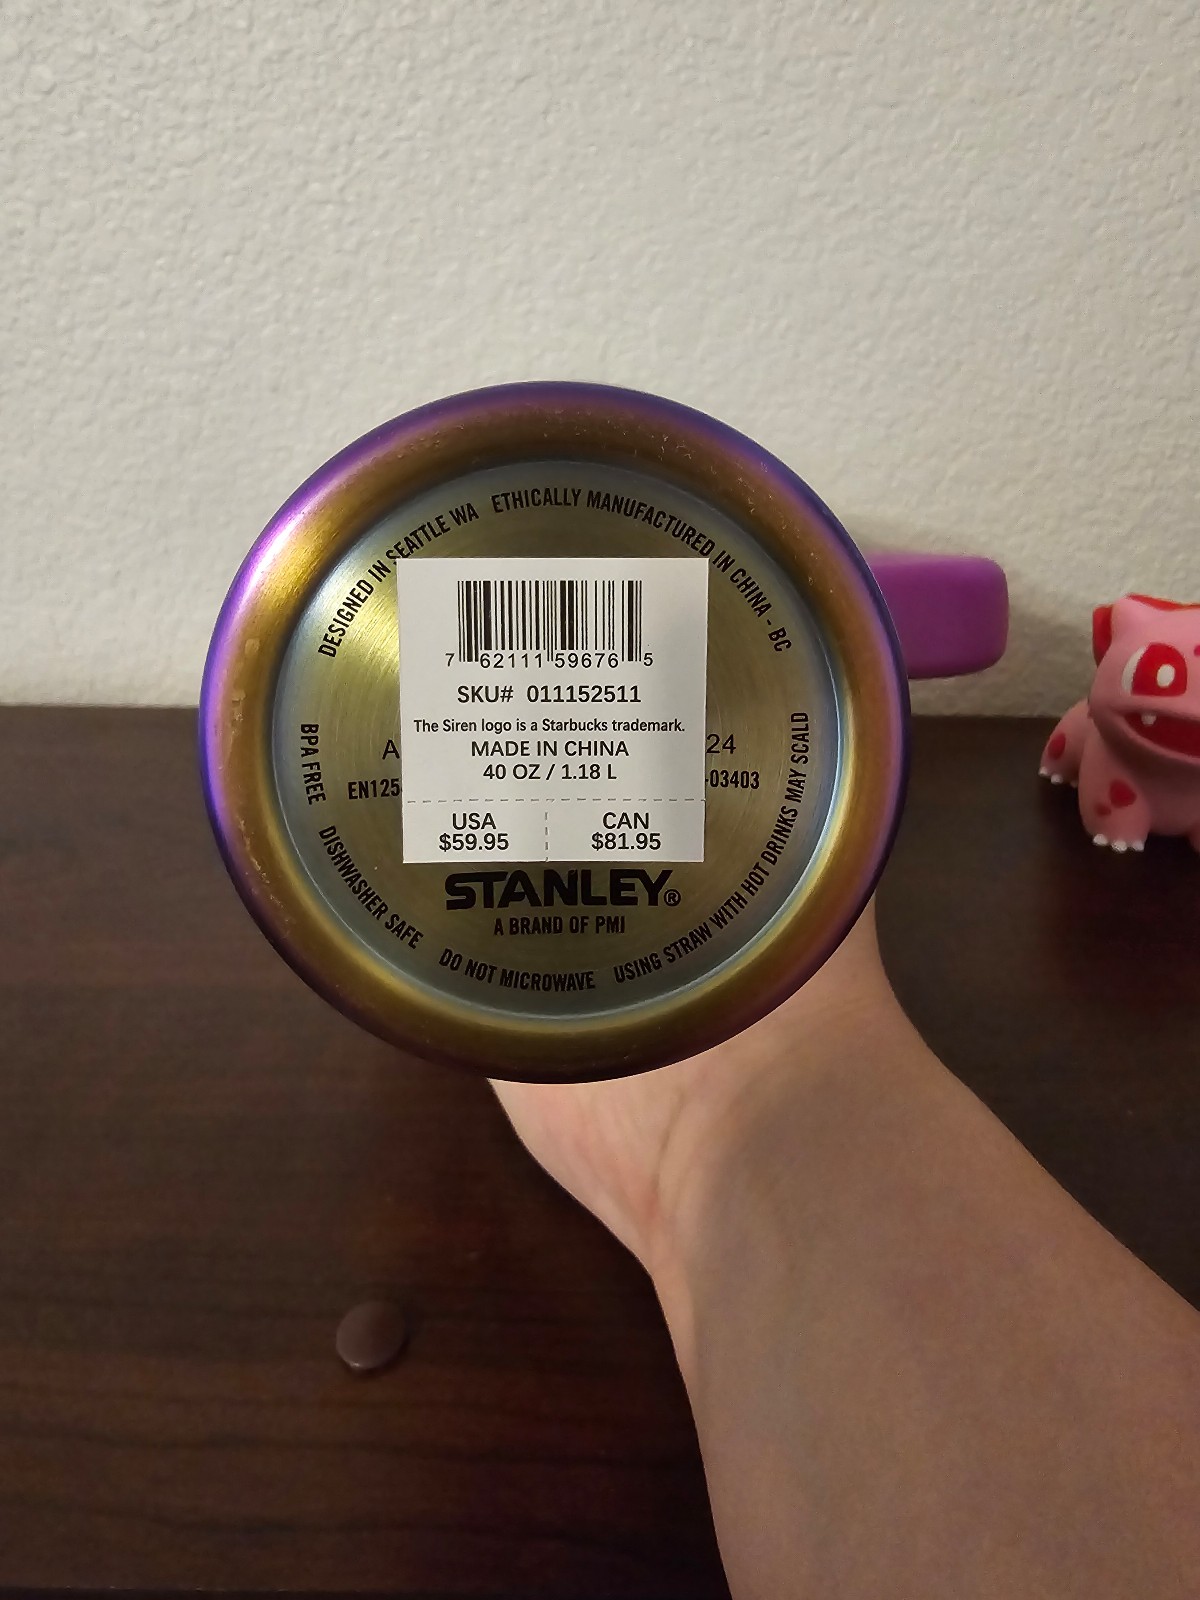 DESIGNED IN SEATTLE WA ETHICALLY MANUFACTURED IN CHINA - BC
7 62111 59676 5
SKU# 011152511
The Siren logo is a Starbucks trademark.
MADE IN CHINA
40 OZ / 1.18 L
A 24
EN125 -03403
USA CAN
$59.95 $81.95
STANLEY®
A BRAND OF PMI
BPA FREE DISHWASHER SAFE DO NOT MICROWAVE USING STRAW WITH HOT DRINKS MAY SCALD